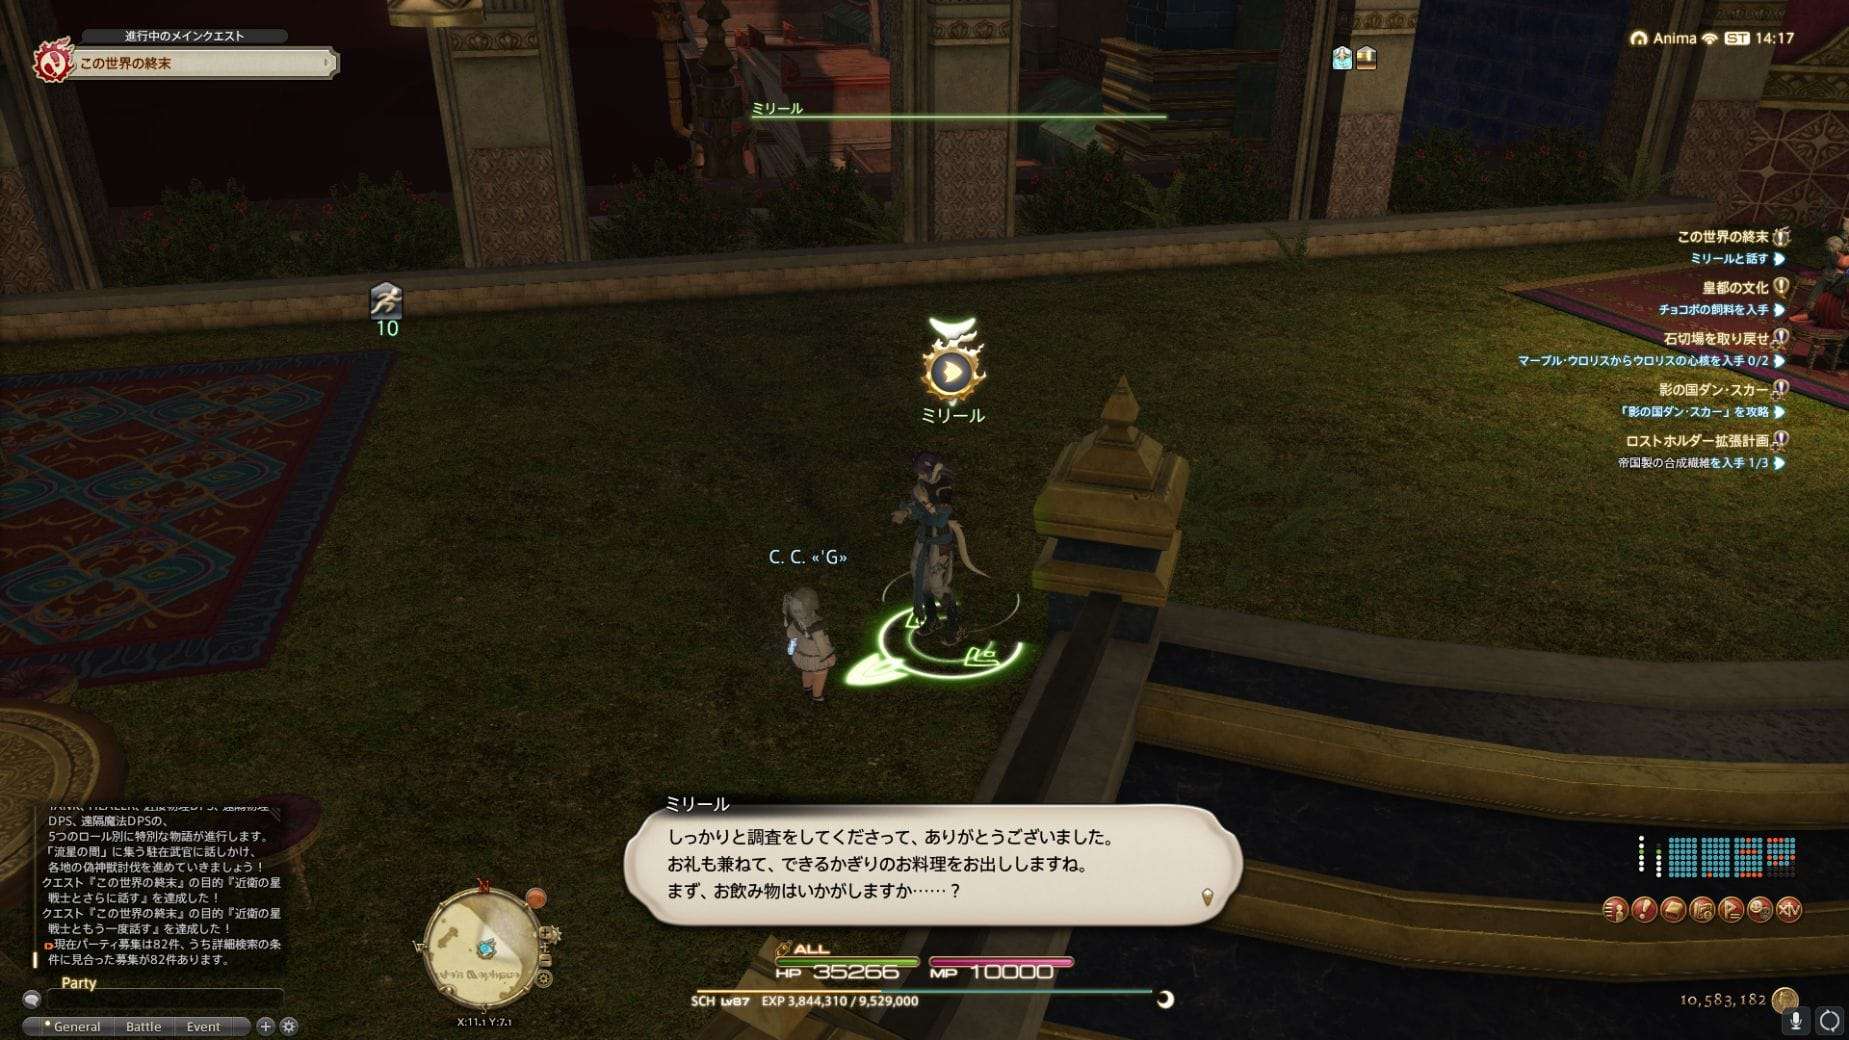 進行中のメインクエスト
この世界の終末
Anima ST 14:17
ミリール
この世界の終末
ミリールと話す
皇都の文化
チョコボの飼料を入手
石切場を取り戻せ
マーブル・ウロリスからウロリスの心核を入手 0/2
影の国ダン・スカー
「影の国ダン・スカー」を攻略
ロストホルダー拡張計画
帝国製の合成繊維を入手 1/3
10
ミリール
C. C. «'G»
ミリール
しっかりと調査をしてくださって、ありがとうございました。
お礼も兼ねて、できるかぎりのお料理をお出ししますね。
まず、お飲み物はいかがしますか……？
TANK、HEALER、近接物理DPS、遠隔物理
DPS、遠隔魔法DPSの、
5つのロール別に特別な物語が進行します。
「流星の間」に集う駐在武官に話しかけ、
各地の偽神獣討伐を進めていきましょう！
クエスト『この世界の終末』の目的『近衛の星
戦士とさらに話す』を達成した！
クエスト『この世界の終末』の目的『近衛の星
戦士ともう一度話す』を達成した！
現在パーティ募集は82件、うち詳細検索の条
件に見合った募集が82件あります。
Party
General Battle Event
X:11.1 Y:7.1
ALL
HP 35266 MP 10000
SCH Lv87 EXP 3,844,310 / 9,529,000
XIV
10,583,182